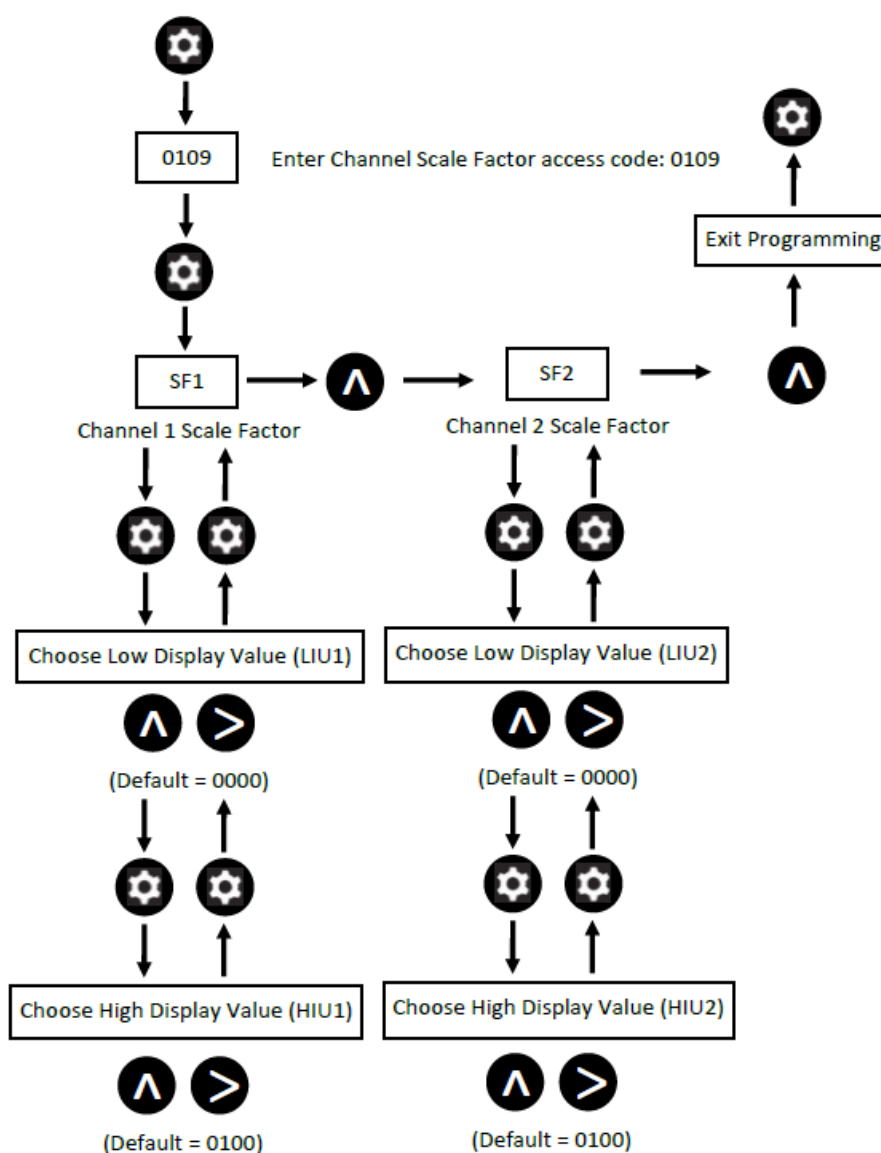 0109
Enter Channel Scale Factor access code: 0109
Exit Programming
SF1
SF2
Channel 1 Scale Factor
Channel 2 Scale Factor
Choose Low Display Value (LIU1)
Choose Low Display Value (LIU2)
(Default = 0000)
(Default = 0000)
Choose High Display Value (HIU1)
Choose High Display Value (HIU2)
(Default = 0100)
(Default = 0100)